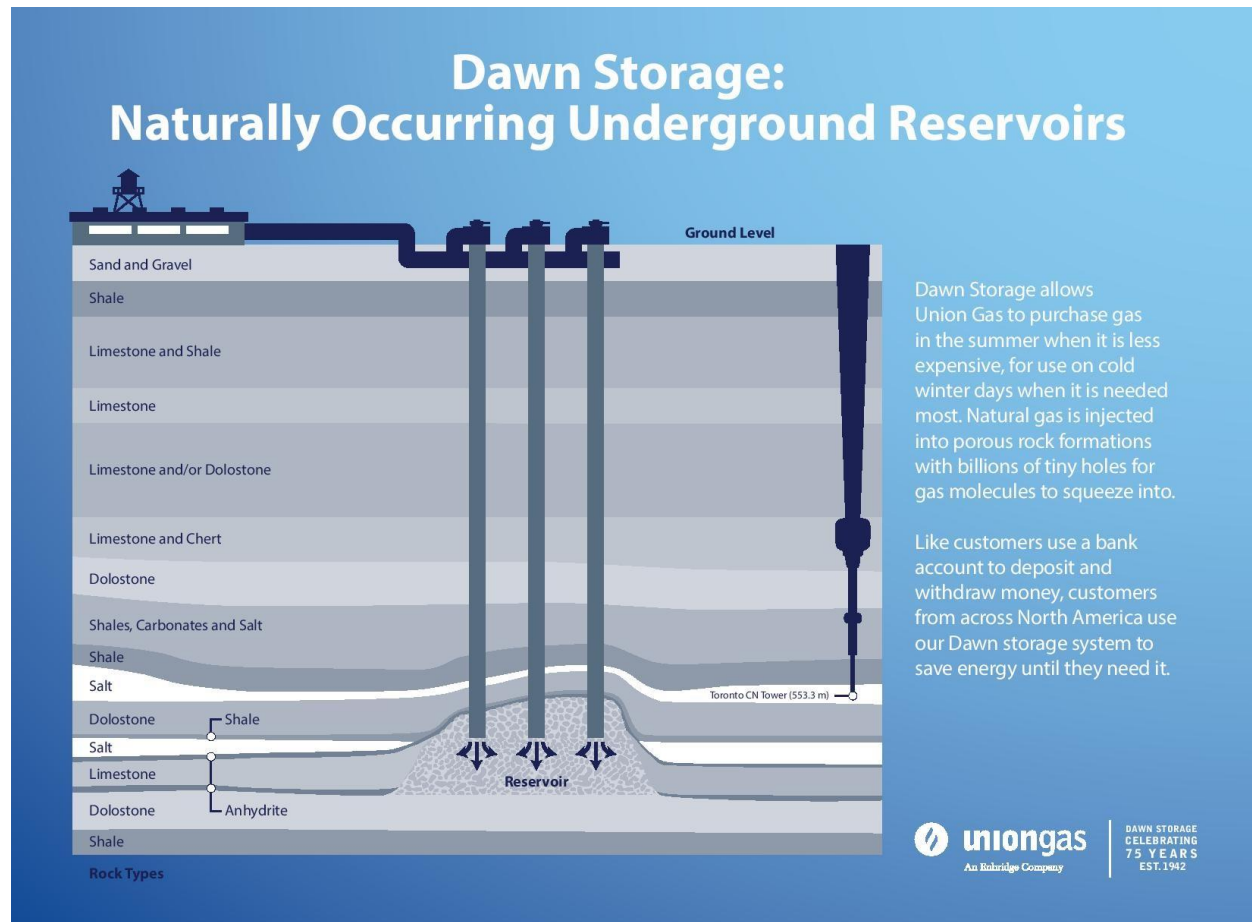 Dawn Storage:
Naturally Occurring Underground Reservoirs
Ground Level
Sand and Gravel
Shale
Limestone and Shale
Limestone
Limestone and/or Dolostone
Limestone and Chert
Dolostone
Shales, Carbonates and Salt
Shale
Salt
Toronto CN Tower (553.3 m)
Dolostone
Shale
Salt
Limestone
Reservoir
Dolostone
Anhydrite
Shale
Rock Types
Dawn Storage allows
Union Gas to purchase gas
in the summer when it is less
expensive, for use on cold
winter days when it is needed
most. Natural gas is injected
into porous rock formations
with billions of tiny holes for
gas molecules to squeeze into.
Like customers use a bank
account to deposit and
withdraw money, customers
from across North America use
our Dawn storage system to
save energy until they need it.
uniongas
An Enbridge Company
DAWN STORAGE
CELEBRATING
75 YEARS
EST. 1942